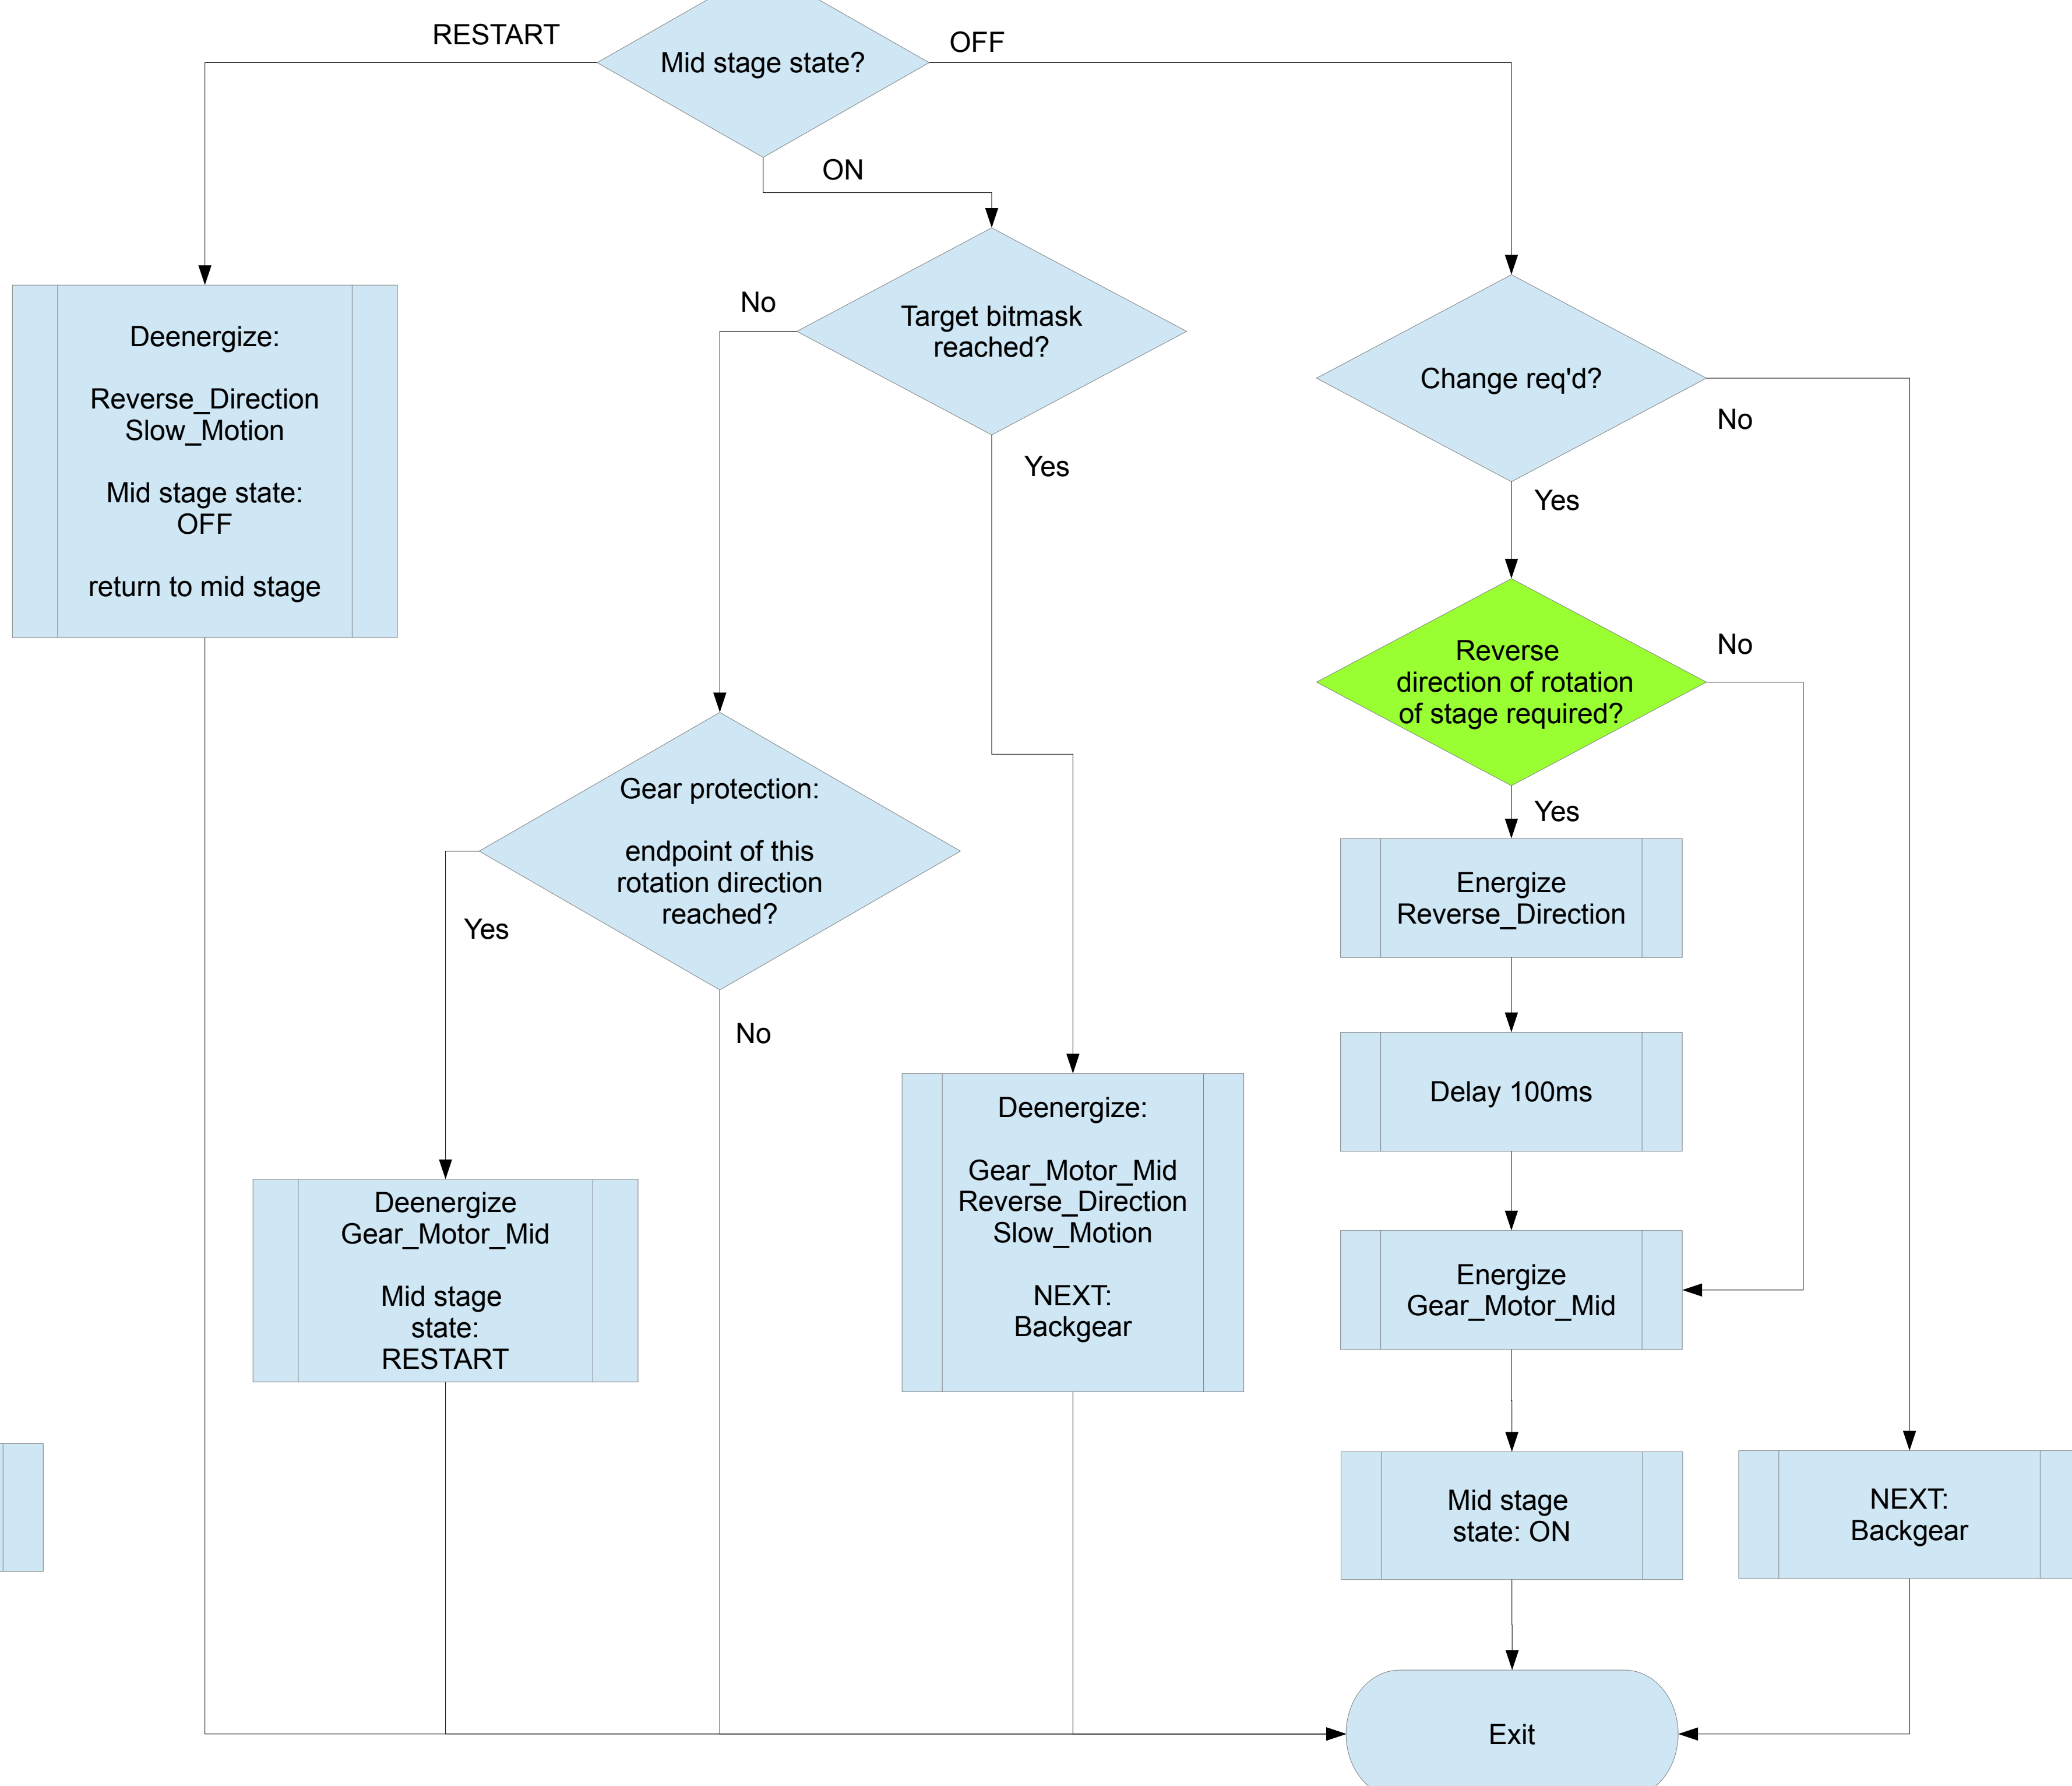 RESTART
Mid stage state?
OFF
ON
Deenergize:
Reverse_Direction
Slow_Motion
Mid stage state:
OFF
return to mid stage
No
Target bitmask
reached?
Yes
Change req'd?
No
Yes
Reverse
direction of rotation
of stage required?
No
Yes
Gear protection:
endpoint of this
rotation direction
reached?
Yes
No
Energize
Reverse_Direction
Delay 100ms
Deenergize:
Gear_Motor_Mid
Reverse_Direction
Slow_Motion
NEXT:
Backgear
Deenergize
Gear_Motor_Mid
Mid stage
state:
RESTART
Energize
Gear_Motor_Mid
Mid stage
state: ON
NEXT:
Backgear
Exit